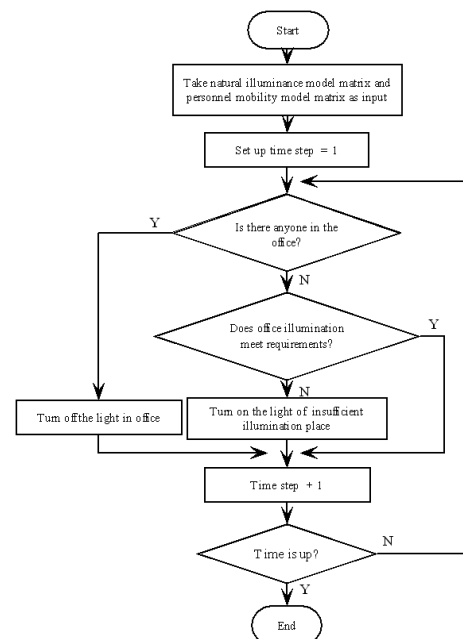 Start
Take natural illuminance model matrix and
personnel mobility model matrix as input
Set up time step = 1
Is there anyone in the
office?
Y
N
Does office illumination
meet requirements?
Y
N
Turn off the light in office
Turn on the light of insufficient
illumination place
Time step + 1
Time is up?
N
Y
End